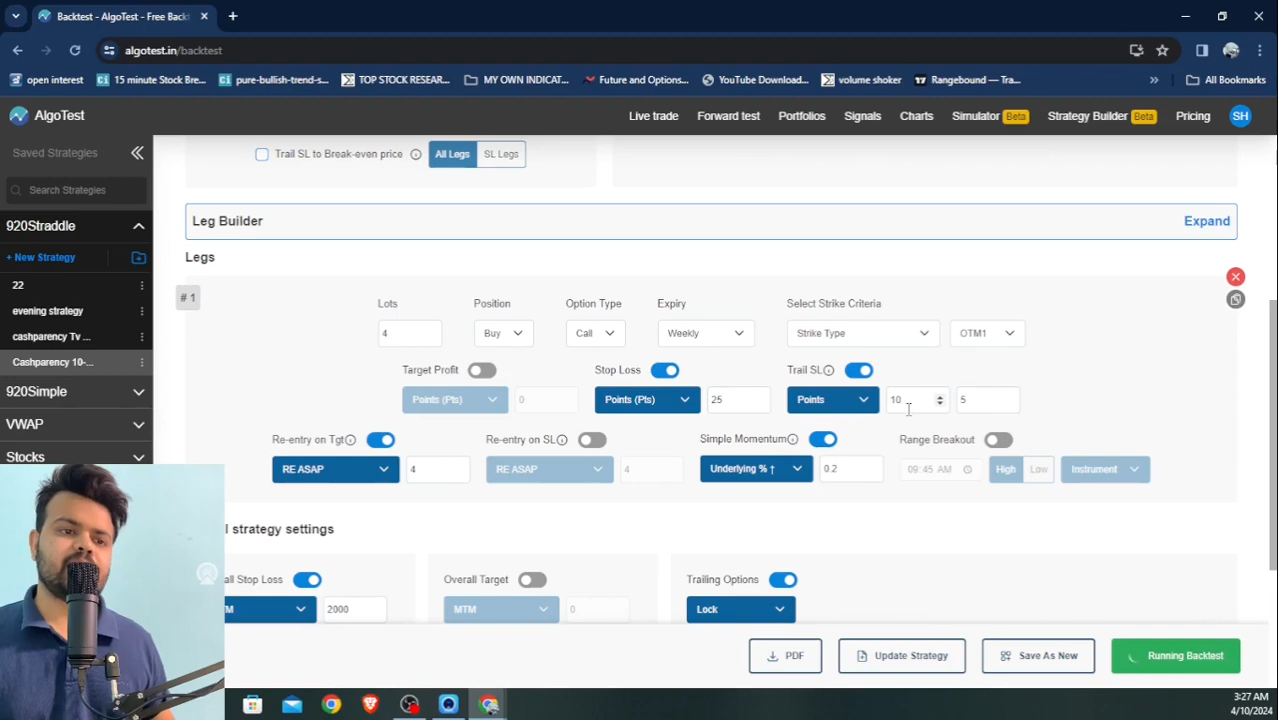 Backtest - AlgoTest - Free Back
algotest.in/backtest
open interest
15 minute Stock Bre...
pure-bullish-trend-s...
TOP STOCK RESEAR...
MY OWN INDICAT...
Future and Options...
YouTube Download...
volume shoker
Rangebound — Tra...
All Bookmarks
AlgoTest
Live trade
Forward test
Portfolios
Signals
Charts
Simulator Beta
Strategy Builder Beta
Pricing
SH
Saved Strategies
Search Strategies
920Straddle
+ New Strategy
22
evening strategy
cashparency Tv ...
Cashparency 10-...
920Simple
VWAP
Stocks
Trail SL to Break-even price
All Legs
SL Legs
Leg Builder
Expand
Legs
# 1
Lots
Position
Option Type
Expiry
Select Strike Criteria
4
Buy
Call
Weekly
Strike Type
OTM1
Target Profit
Stop Loss
Trail SL
Points (Pts)
0
Points (Pts)
25
Points
10
5
Re-entry on Tgt
Re-entry on SL
Simple Momentum
Range Breakout
RE ASAP
4
RE ASAP
4
Underlying % ↑
0.2
09:45 AM
High
Low
Instrument
l strategy settings
all Stop Loss
Overall Target
Trailing Options
TM
2000
MTM
0
Lock
PDF
Update Strategy
Save As New
Running Backtest
3:27 AM
4/10/2024